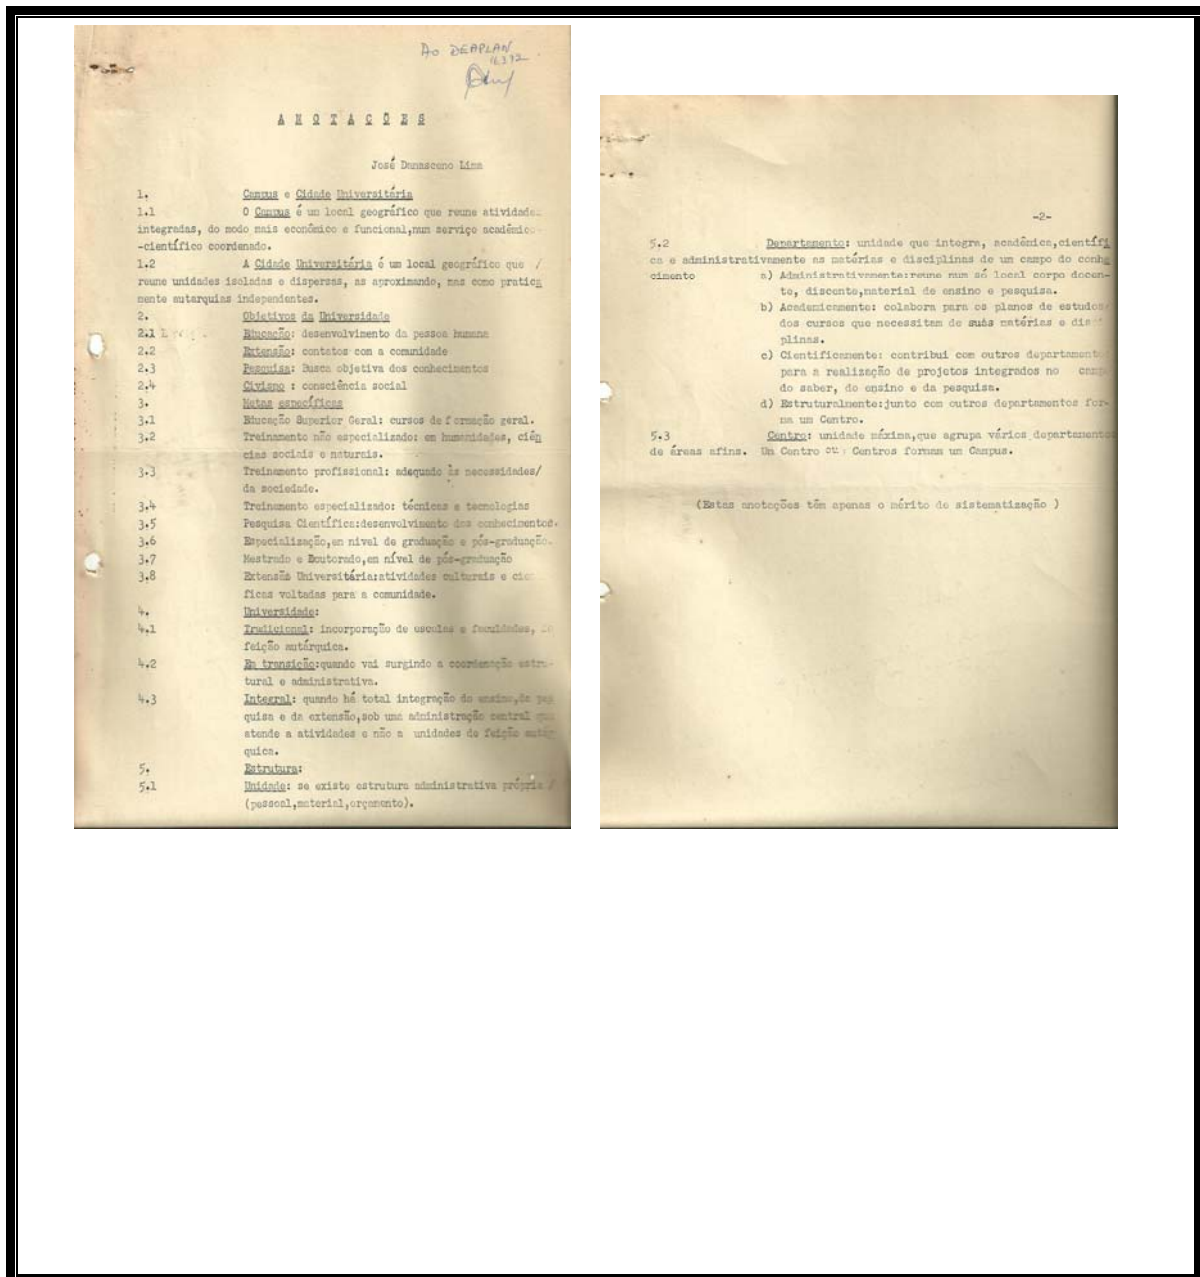 Ao DEAPLAN
16372
ANOTAÇÕES
José Damasceno Lima
1. Campus e Cidade Universitária
1.1 O Campus é um local geográfico que reune atividade
integradas, do modo mais econômico e funcional,num serviço acadêmico-
-científico coordenado.
1.2 A Cidade Universitária é um local geográfico que /
reune unidades isoladas e dispersas, as aproximando, mas como pratica
mente autarquias independentes.
2. Objetivos da Universidade
2.1 Educação: desenvolvimento da pessoa humana
2.2 Extensão: contatos com a comunidade
2.3 Pesquisa: Busca objetiva dos conhecimentos
2.4 Civismo : consciência social
3. Metas específicas
3.1 Educação Superior Geral: cursos de formação geral.
3.2 Treinamento não especializado: em humanidades, ciên
cias sociais e naturais.
3.3 Treinamento profissional: adequado às necessidades/
da sociedade.
3.4 Treinamento especializado: técnicas e tecnologias
3.5 Pesquisa Científica:desenvolvimento dos conhecimentos.
3.6 Especialização,em nivel de graduação e pós-graduação.
3.7 Mestrado e Doutorado,em nível de pós-graduação
3.8 Extensão Universitária:atividades culturais e cien
ficas voltadas para a comunidade.
4. Universidade:
4.1 Tradicional: incorporação de escolas e faculdades, de
feição autárquica.
4.2 Em transição:quando vai surgindo a coordenação estru-
tural e administrativa.
4.3 Integral: quando há total integração do ensino,da pes
quisa e da extensão,sob uma administração central que
atende a atividades e não a unidades de feição autár
quica.
5. Estrutura:
5.1 Unidade: se existe estrutura administrativa própria /
(pessoal,material,orçamento).
-2-
5.2 Departamento: unidade que integra, acadêmica,científi
ca e administrativamente as matérias e disciplinas de um campo do conhe
cimento a) Administrativamente:reune num só local corpo docen-
te, discente,material de ensino e pesquisa.
b) Academicamente: colabora para os planos de estudos
dos cursos que necessitam de suas matérias e dis
plinas.
c) Cientificamente: contribui com outros departamento
para a realização de projetos integrados no campo
do saber, do ensino e da pesquisa.
d) Estruturalmente:junto com outros departamentos for-
ma um Centro.
5.3 Centro: unidade máxima,que agrupa vários departamentos
de áreas afins. Um Centro ou Centros formam um Campus.
(Estas anotações têm apenas o mérito de sistematização )